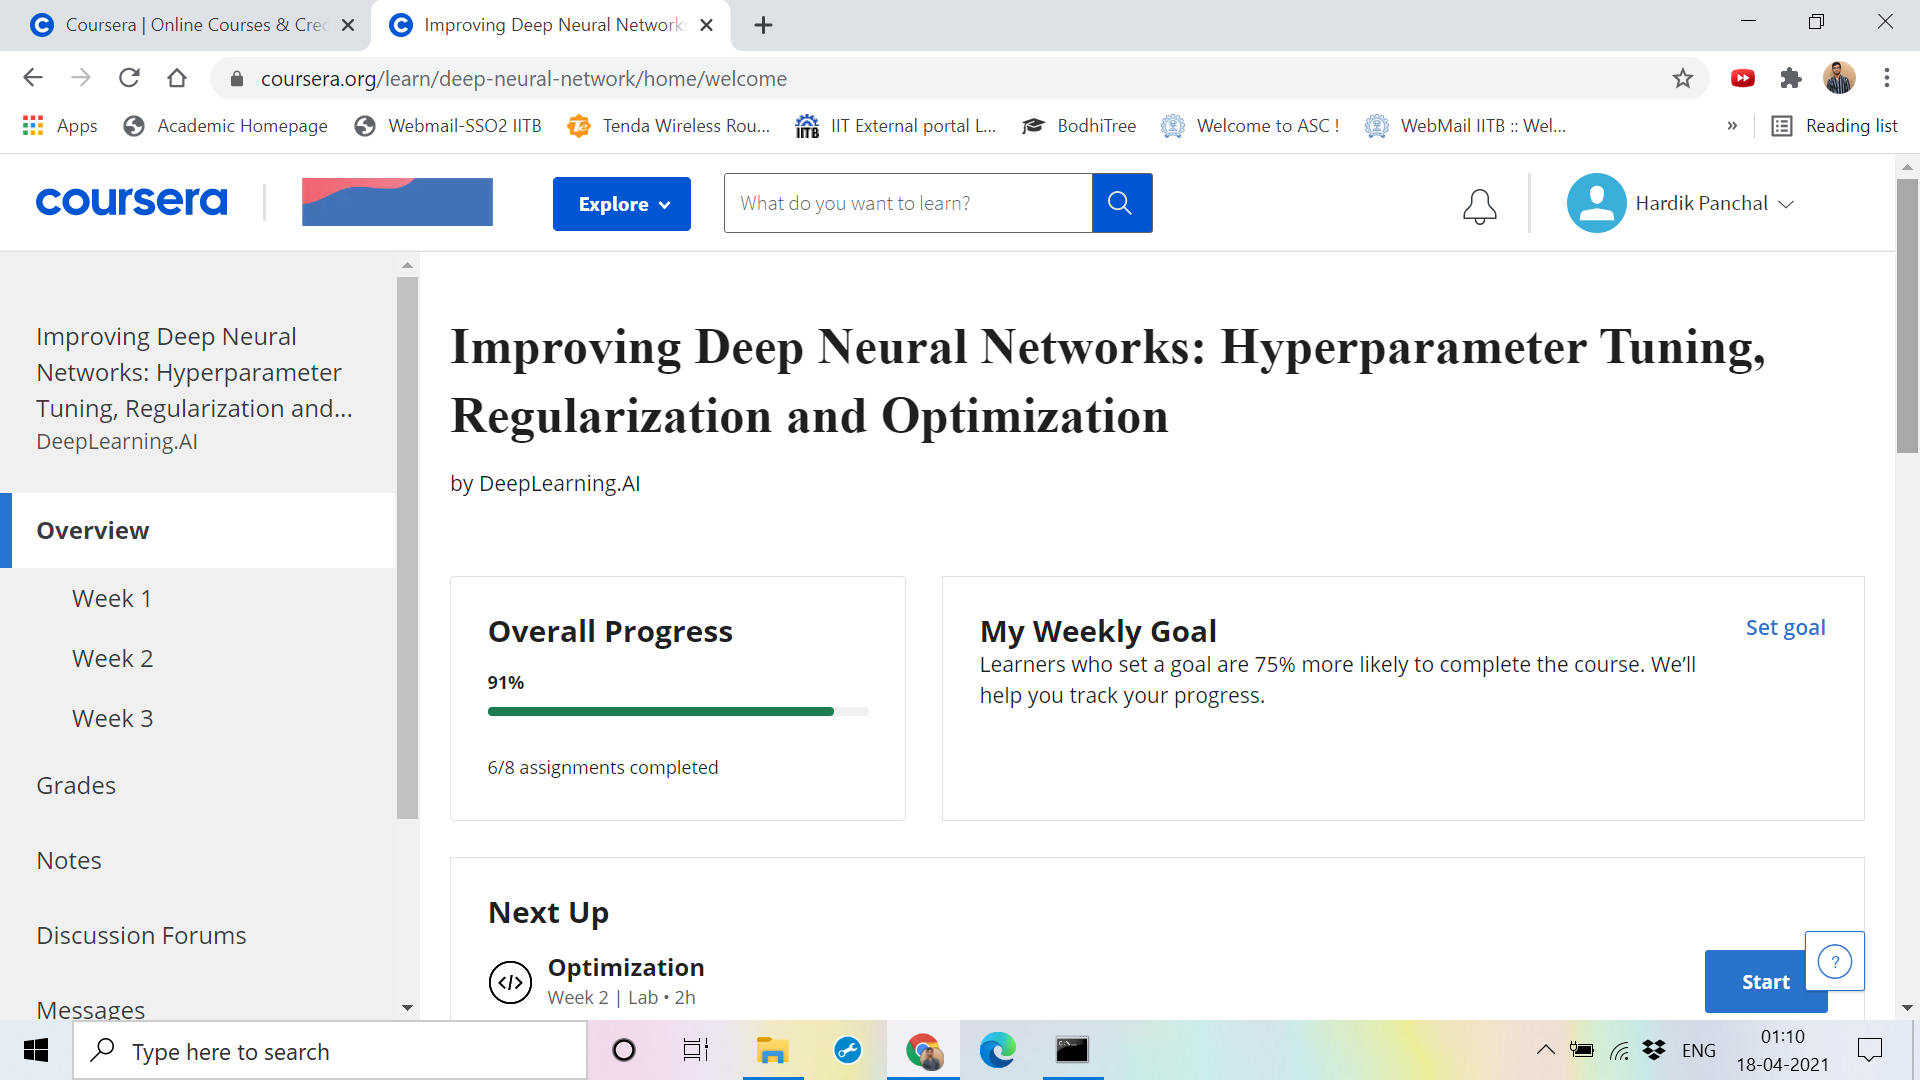 Coursera | Online Courses & Cre
Improving Deep Neural Network
coursera.org/learn/deep-neural-network/home/welcome
Apps
Academic Homepage
Webmail-SSO2 IITB
Tenda Wireless Rou...
IIT External portal L...
BodhiTree
Welcome to ASC !
WebMail IITB :: Wel...
»
Reading list
coursera
Explore
What do you want to learn?
Hardik Panchal
Improving Deep Neural
Networks: Hyperparameter
Tuning, Regularization and...
DeepLearning.AI
Overview
Week 1
Week 2
Week 3
Grades
Notes
Discussion Forums
Messages
Improving Deep Neural Networks: Hyperparameter Tuning,
Regularization and Optimization
by DeepLearning.AI
Overall Progress
91%
6/8 assignments completed
My Weekly Goal
Set goal
Learners who set a goal are 75% more likely to complete the course. We’ll
help you track your progress.
Next Up
Optimization
Week 2 | Lab • 2h
Start
?
Type here to search
ENG
01:10
18-04-2021